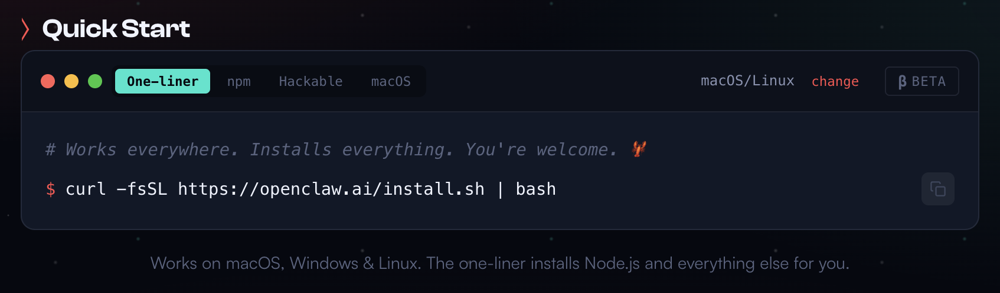 Quick Start
One-liner npm Hackable macOS macOS/Linux change β BETA
# Works everywhere. Installs everything. You're welcome. 🦞
$ curl -fsSL https://openclaw.ai/install.sh | bash
Works on macOS, Windows & Linux. The one-liner installs Node.js and everything else for you.